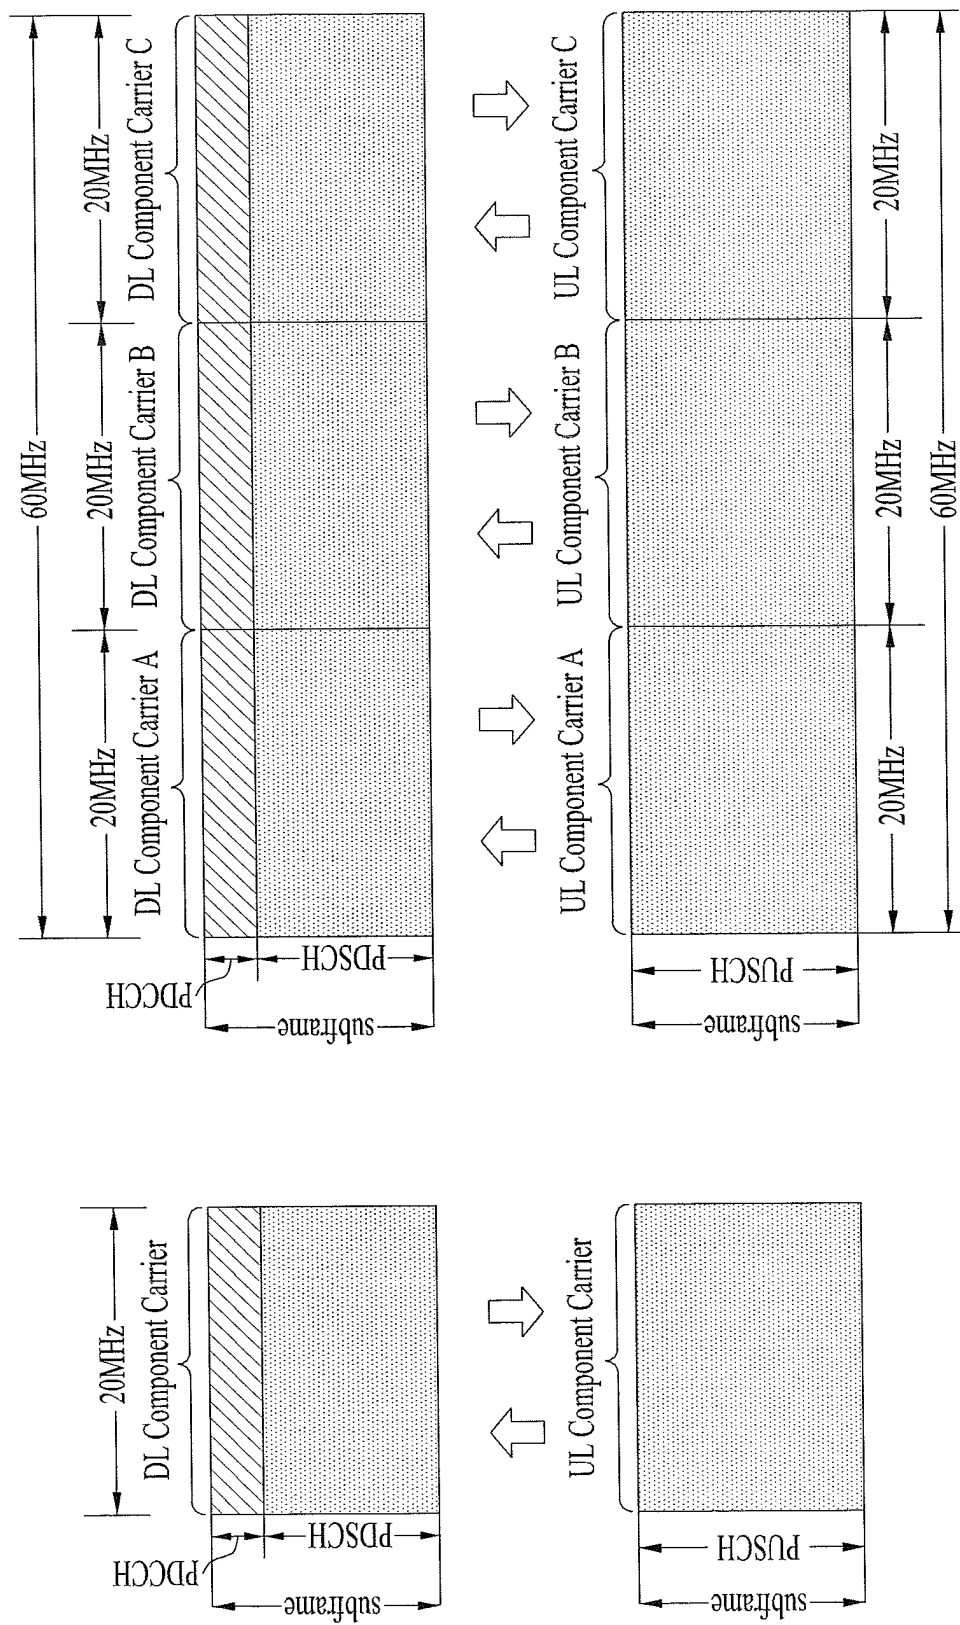 20MHz
DL Component Carrier
PDCCH
PDSCH
subframe
UL Component Carrier
PUSCH
subframe
60MHz
20MHz
20MHz
20MHz
DL Component Carrier A
DL Component Carrier B
DL Component Carrier C
PDCCH
PDSCH
subframe
UL Component Carrier A
UL Component Carrier B
UL Component Carrier C
PUSCH
subframe
20MHz
20MHz
20MHz
60MHz